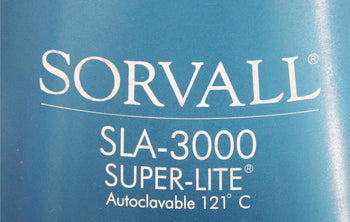 SORVALL®
SLA-3000
SUPER-LITE®
Autoclavable 121° C